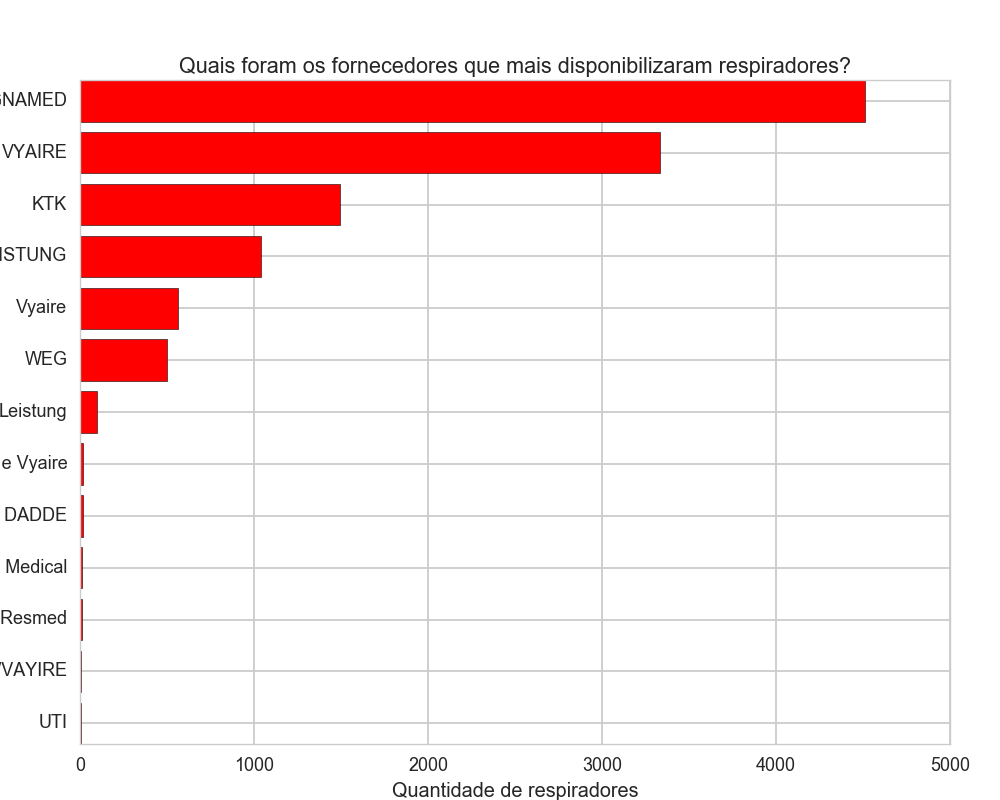 Quais foram os fornecedores que mais disponibilizaram respiradores?
GNAMED
VYAIRE
KTK
ISTUNG
Vyaire
WEG
Leistung
e Vyaire
DADDE
Medical
Resmed
VAYIRE
UTI
0 1000 2000 3000 4000 5000
Quantidade de respiradores